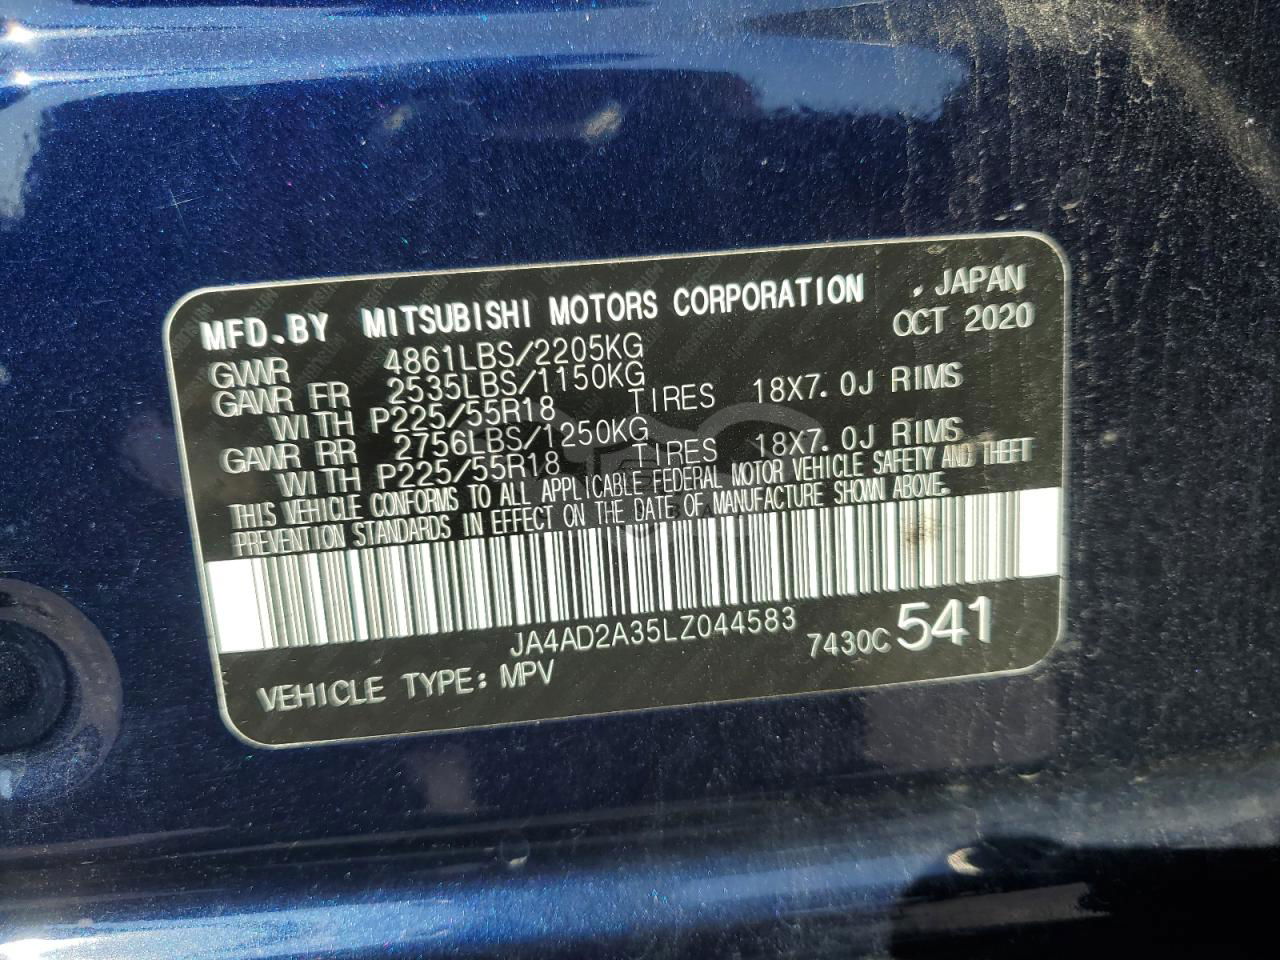 MFD.BY MITSUBISHI MOTORS CORPORATION . JAPAN
OCT 2020
GWVR 4861LBS/2205KG
GAWR FR 2535LBS/1150KG
WITH P225/55R18 TIRES 18X7.0J RIMS
GAWR RR 2756LBS/1250KG
WITH P225/55R18 TIRES 18X7.0J RIMS
THIS VEHICLE CONFORMS TO ALL APPLICABLE FEDERAL MOTOR VEHICLE SAFETY AND THEFT
PREVENTION STANDARDS IN EFFECT ON THE DATE OF MANUFACTURE SHOWN ABOVE.
JA4AD2A35LZ044583 7430C 541
VEHICLE TYPE: MPV